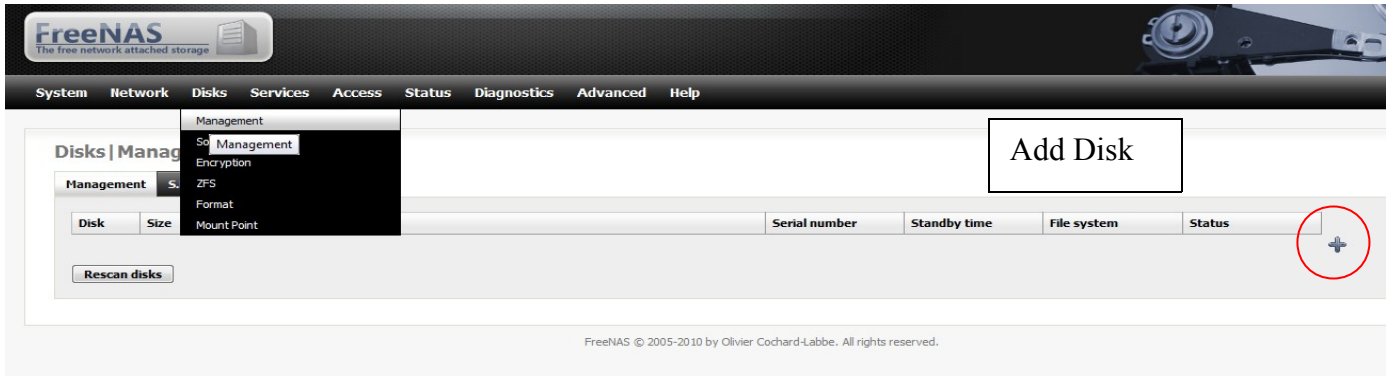 FreeNAS
The free network attached storage
System Network Disks Services Access Status Diagnostics Advanced Help
Management
So
Management
Encryption
ZFS
Format
Mount Point
Disks|Manag
Add Disk
Management S.
Disk Size Serial number Standby time File system Status
Rescan disks
FreeNAS © 2005-2010 by Olivier Cochard-Labbe. All rights reserved.